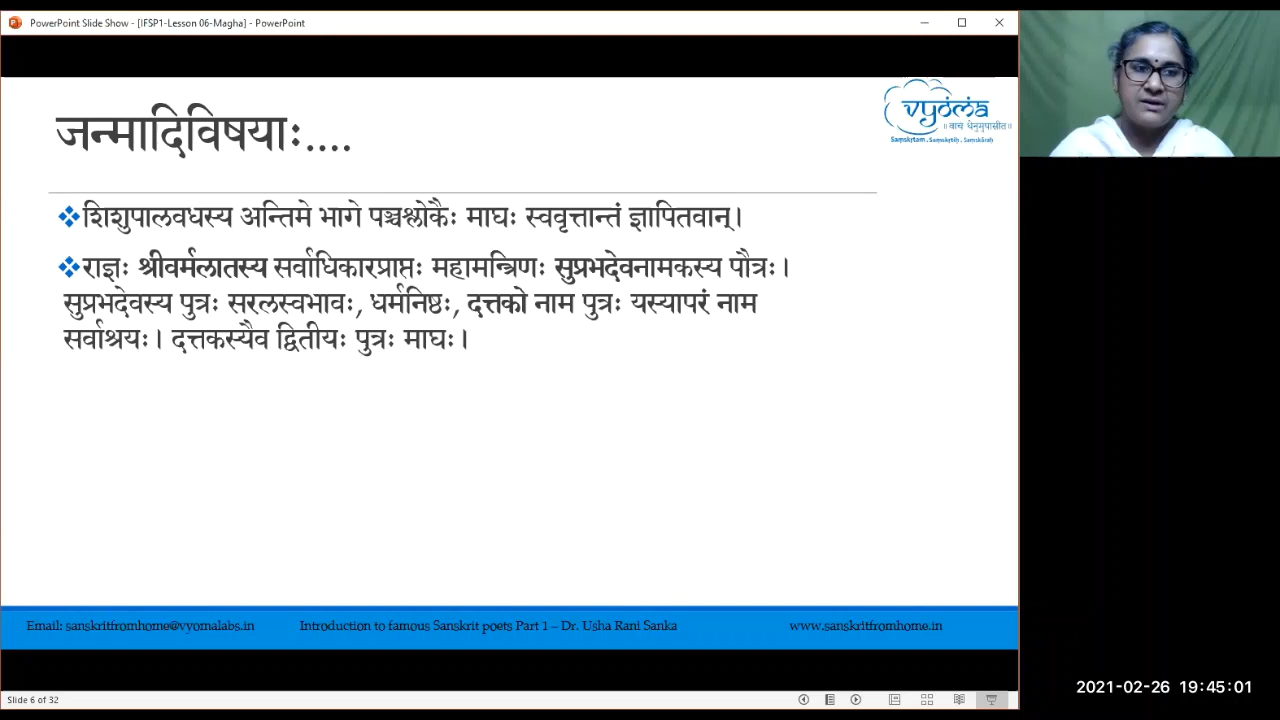 PowerPoint Slide Show - [IFSP1-Lesson 06-Magha] - PowerPoint
जन्मादिविषयाः....
vyoma
॥ वाचं धेनुमुपासीत ॥
Saṃskṛtam . Saṃskṛtiḥ . Saṃskāraḥ
शिशुपालवधस्य अन्तिमे भागे पञ्चश्लोकैः माघः स्ववृत्तान्तं ज्ञापितवान्।
राज्ञः श्रीवर्मलातस्य सर्वाधिकारप्राप्तः महामन्त्रिणः सुप्रभदेवनामकस्य पौत्रः।
सुप्रभदेवस्य पुत्रः सरलस्वभावः, धर्मनिष्ठः, दत्तको नाम पुत्रः यस्यापरं नाम
सर्वाश्रयः। दत्तकस्यैव द्वितीयः पुत्रः माघः।
Email: sanskritfromhome@vyomalabs.in Introduction to famous Sanskrit poets Part 1 – Dr. Usha Rani Sanka www.sanskritfromhome.in
Slide 6 of 32
2021-02-26 19:45:01